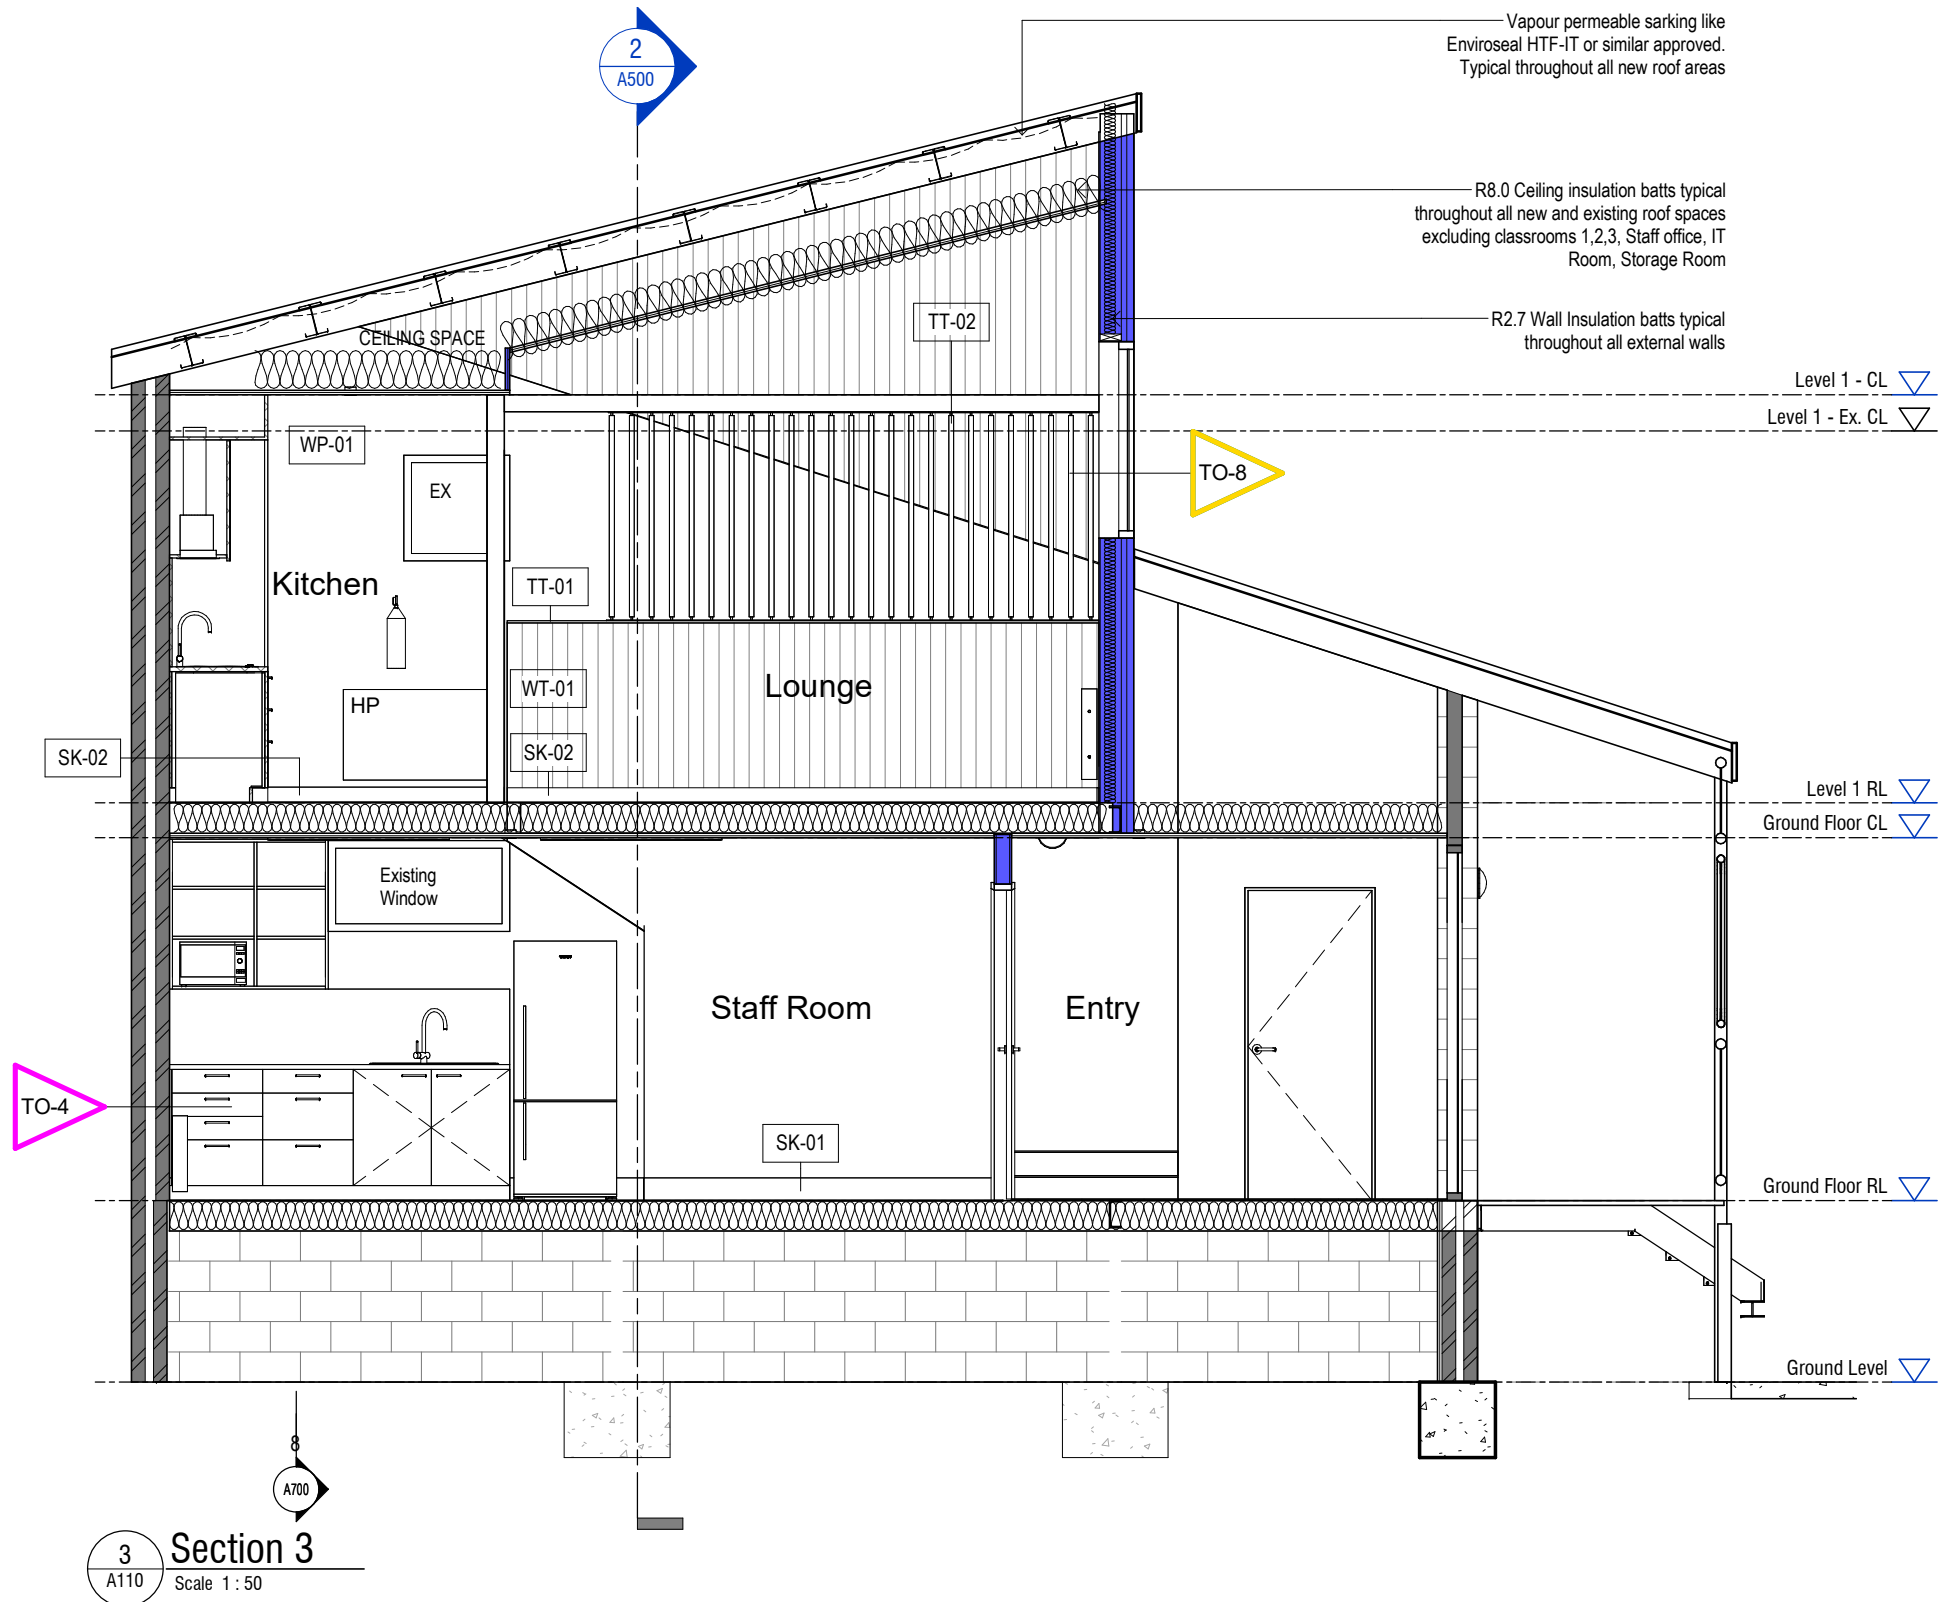 2
A500
Vapour permeable sarking like
Enviroseal HTF-IT or similar approved.
Typical throughout all new roof areas
R8.0 Ceiling insulation batts typical
throughout all new and existing roof spaces
excluding classrooms 1,2,3, Staff office, IT
Room, Storage Room
R2.7 Wall Insulation batts typical
throughout all external walls
TT-02
CEILING SPACE
Level 1 - CL
Level 1 - Ex. CL
WP-01
TO-8
EX
Kitchen
TT-01
WT-01
Lounge
HP
SK-02
SK-02
Level 1 RL
Ground Floor CL
Existing
Window
Staff Room
Entry
TO-4
SK-01
Ground Floor RL
Ground Level
8
A700
3
A110
Section 3
Scale 1 : 50